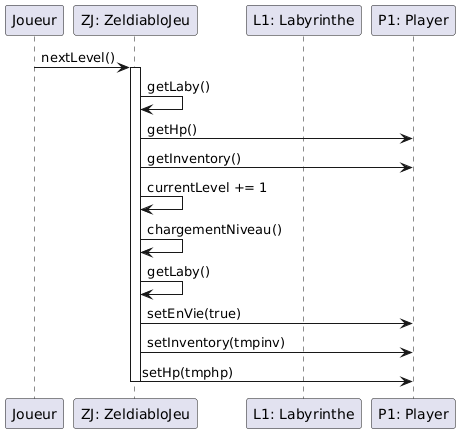 Joueur
ZJ: ZeldiabloJeu
L1: Labyrinthe
P1: Player
nextLevel()
getLaby()
getHp()
getInventory()
currentLevel += 1
chargementNiveau()
getLaby()
setEnVie(true)
setInventory(tmpinv)
setHp(tmphp)
Joueur
ZJ: ZeldiabloJeu
L1: Labyrinthe
P1: Player